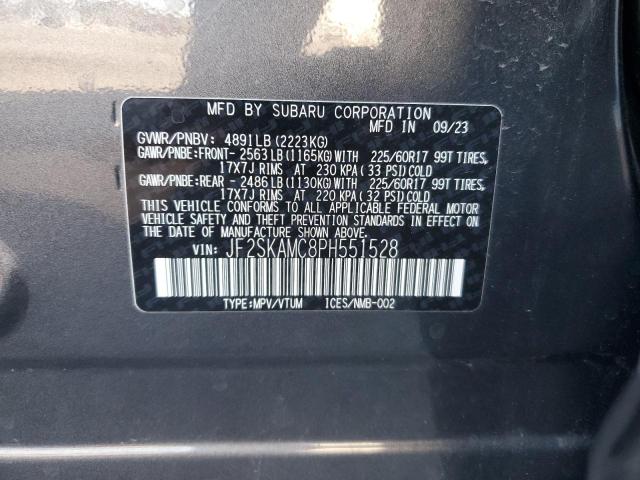 MFD BY SUBARU CORPORATION
MFD IN 09/23
GVWR/PNBV: 4891LB (2223KG)
GAWR/PNBE:FRONT- 2563LB(1165KG)WITH 225/60R17 99T TIRES,
17X7J RIMS AT 230 KPA( 33 PSI)COLD
GAWR/PNBE:REAR - 2486LB(1130KG)WITH 225/60R17 99T TIRES,
17X7J RIMS AT 220 KPA( 32 PSI)COLD
THIS VEHICLE CONFORMS TO ALL APPLICABLE FEDERAL MOTOR
VEHICLE SAFETY AND THEFT PREVENTION STANDARDS IN EFFECT ON
THE DATE OF MANUFACTURE SHOWN ABOVE.
VIN: JF2SKAMC8PH551528
TYPE:MPV/VTUM ICES/NMB-002